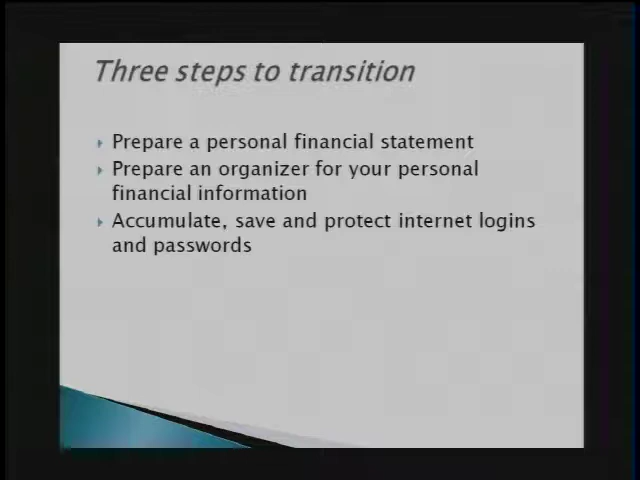 Three steps to transition
Prepare a personal financial statement
Prepare an organizer for your personal
financial information
Accumulate, save and protect internet logins
and passwords